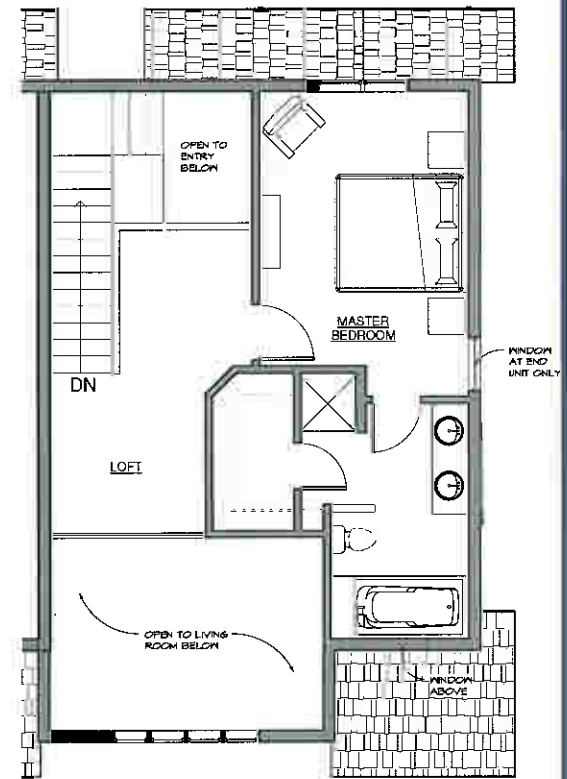 OPEN TO
ENTRY
BELOW
MASTER
BEDROOM
WINDOW
AT END
UNIT ONLY
DN
LOFT
OPEN TO LIVING
ROOM BELOW
WINDOW
ABOVE